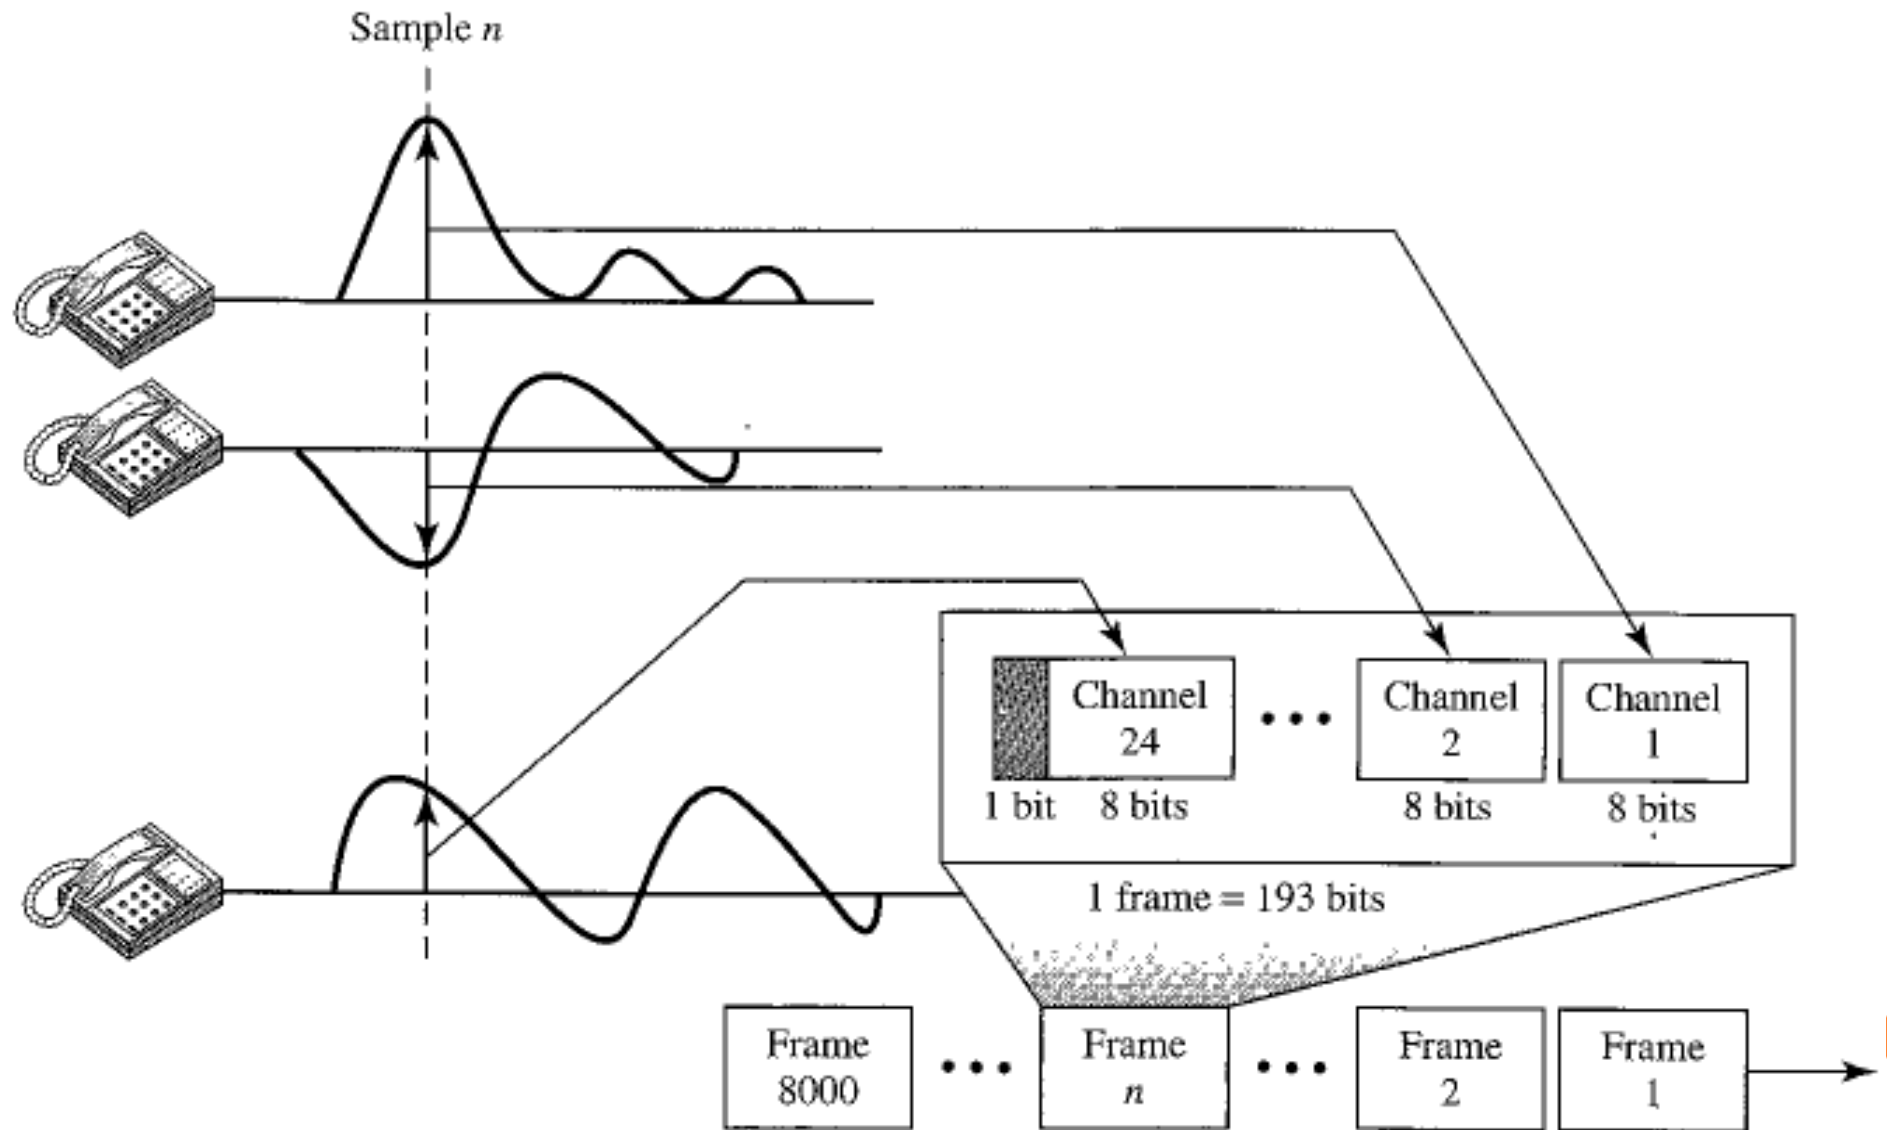 Sample n
Channel
24
Channel
2
Channel
1
1 bit
8 bits
8 bits
8 bits
1 frame = 193 bits
Frame
8000
Frame
n
Frame
2
Frame
1